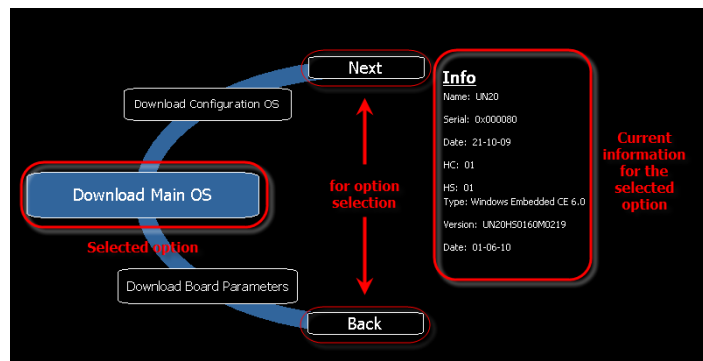 Next
Download Configuration OS
Download Main OS
Selected option
Download Board Parameters
Back
for option
selection
Info
Name: UN20
Serial: 0x000080
Date: 21-10-09
HC: 01
HS: 01
Type: Windows Embedded CE 6.0
Version: UN20HS0160M0219
Date: 01-06-10
Current
information
for the
selected
option